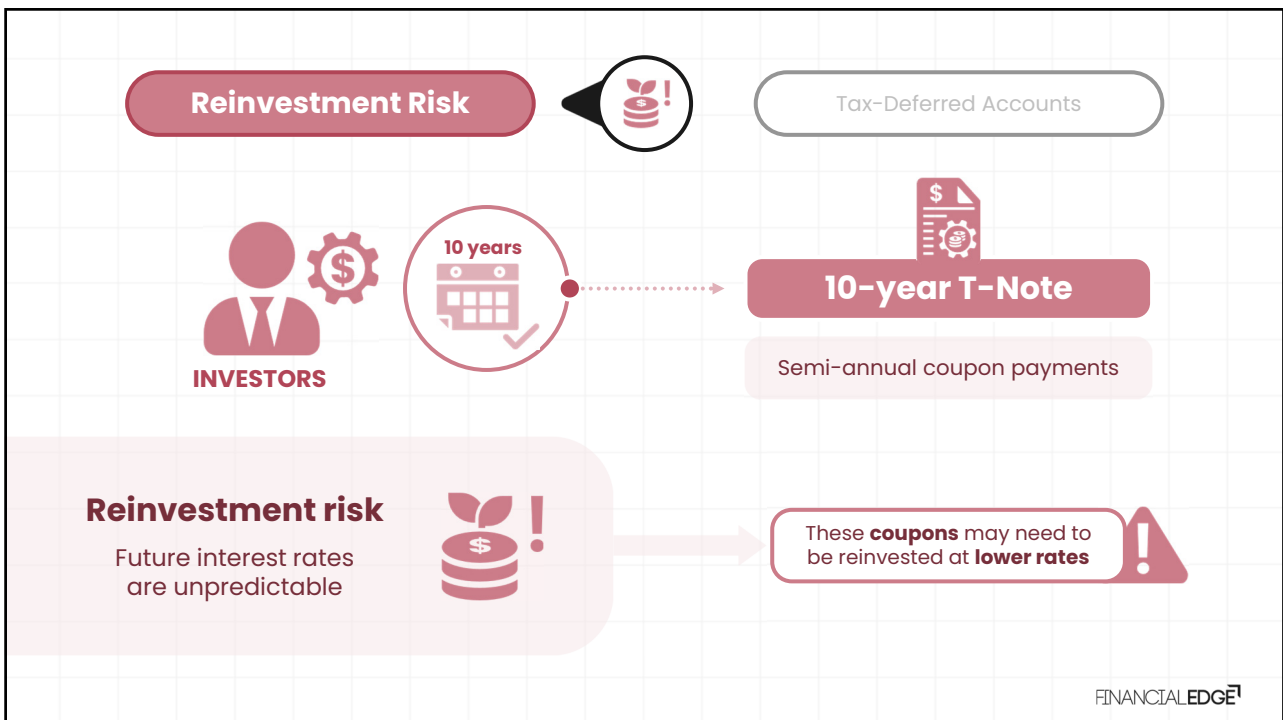 Reinvestment Risk
Tax-Deferred Accounts
10 years
INVESTORS
$
$
10-year T-Note
Semi-annual coupon payments
Reinvestment risk
Future interest rates
are unpredictable
$
!
These coupons may need to
be reinvested at lower rates
!
FINANCIALEDGE